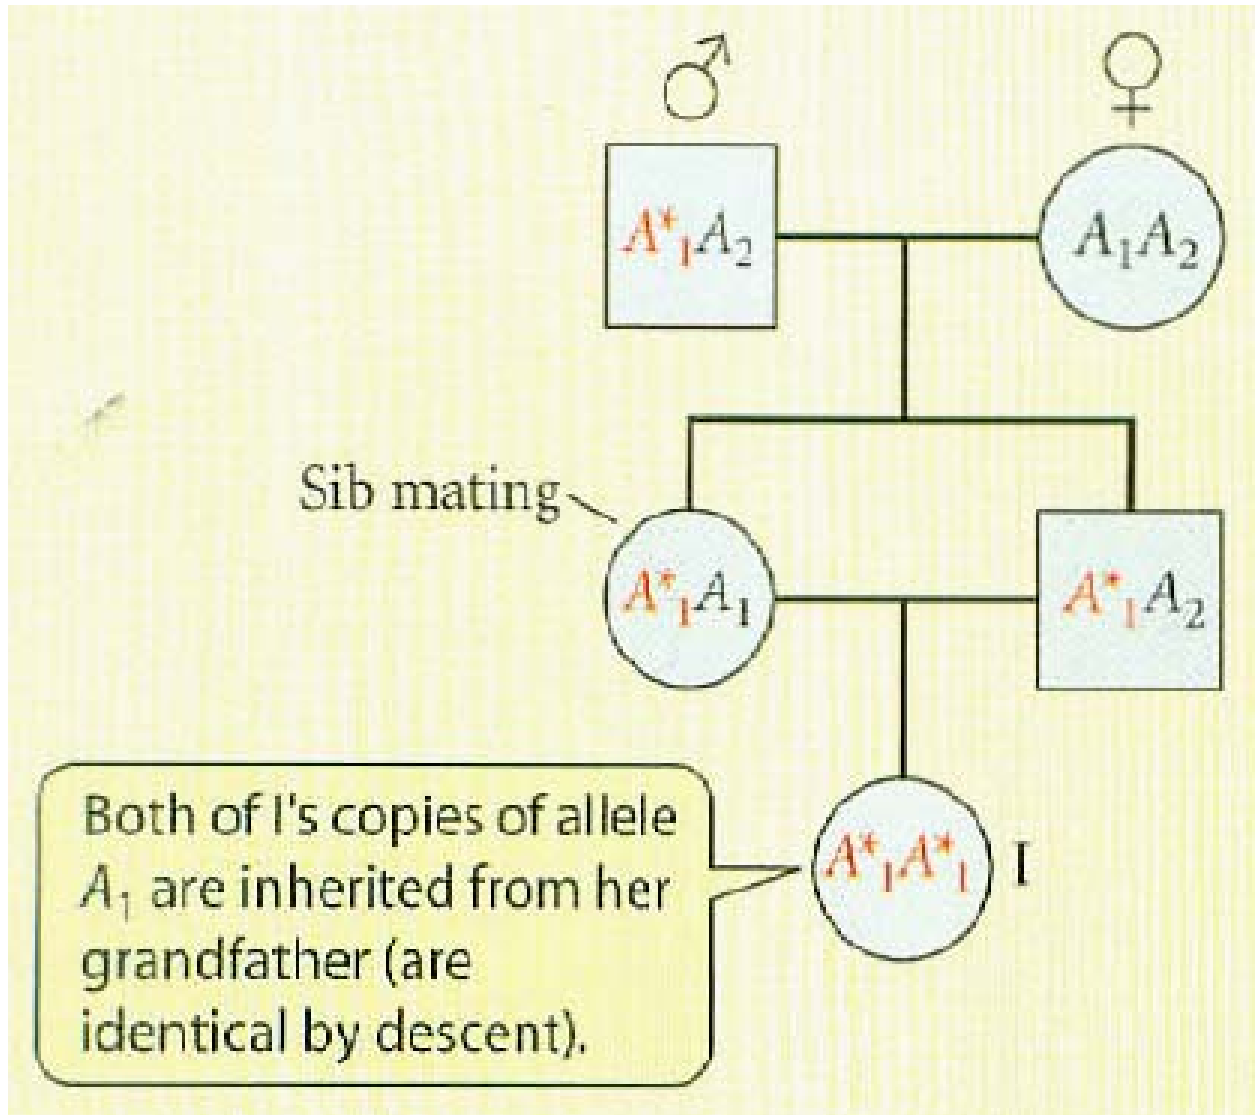 ♂ ♀
A*₁A₂ A₁A₂
Sib mating
A*₁A₁ A*₁A₂
Both of I's copies of allele
A₁ are inherited from her
grandfather (are
identical by descent).
A*₁A*₁ I